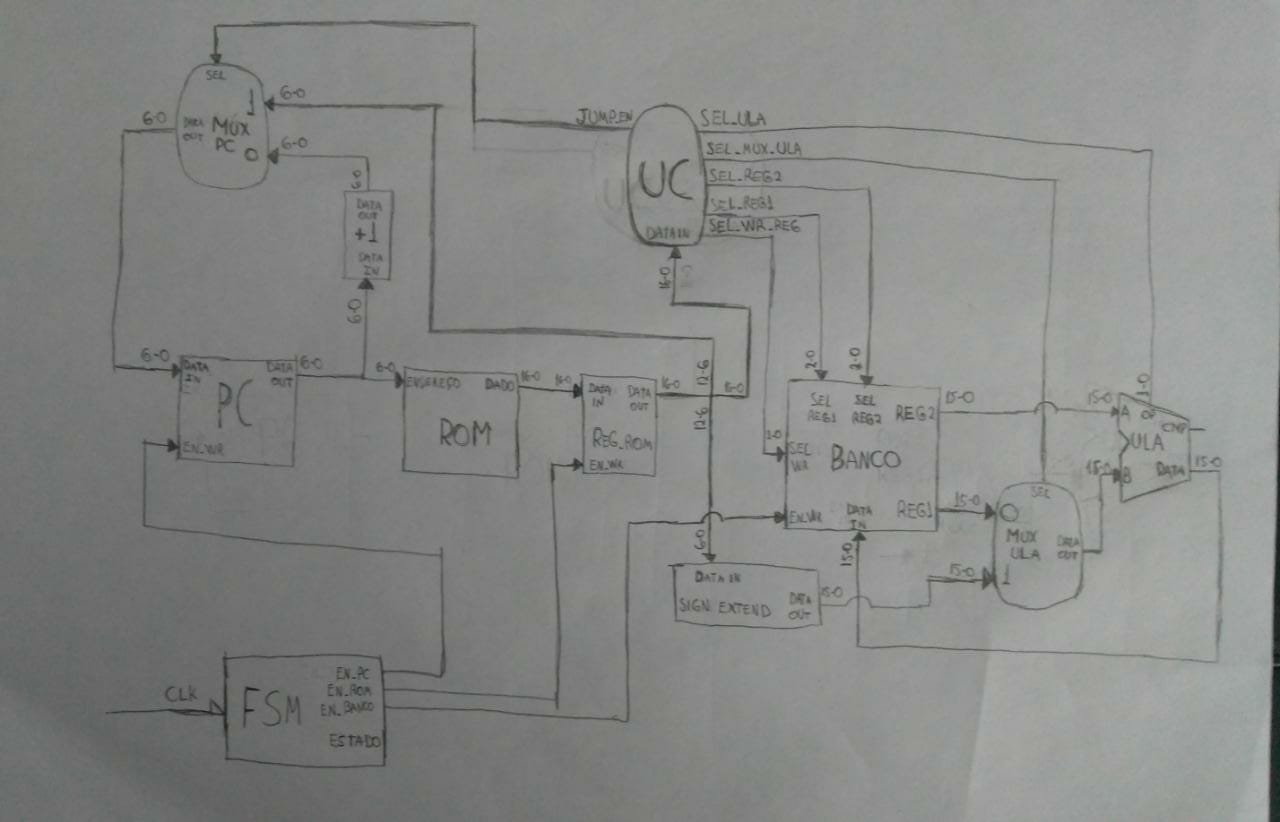 SEL
6-0
1
6-0
DATA
OUT
MUX
PC
0
6-0
6-0
DATA
OUT
+1
DATA
IN
6-0
JUMP_EN
UC
DATA IN
SEL_ULA
SEL_MUX_ULA
SEL_REG2
SEL_REG1
SEL_WR_REG
16-0
6-0
DATA
IN
DATA
OUT
6-0
PC
EN_WR
6-0
ENDEREÇO
DADO
16-0
ROM
16-0
DATA
IN
DATA
OUT
16-0
REG_ROM
EN_WR
12-6
16-0
12-6
2-0
2-0
SEL
REG1
SEL
REG2
REG2
15-0
SEL
WR
BANCO
EN_WR
DATA
IN
REG1
15-0
15-0
15-0
A
OP
1-0
CMP
ULA
15-0
B
DATA
15-0
SEL
0
MUX
ULA
DATA
OUT
15-0
1
6-0
DATA IN
SIGN EXTEND
DATA
OUT
15-0
CLK
FSM
EN_PC
EN_ROM
EN_BANCO
ESTADO